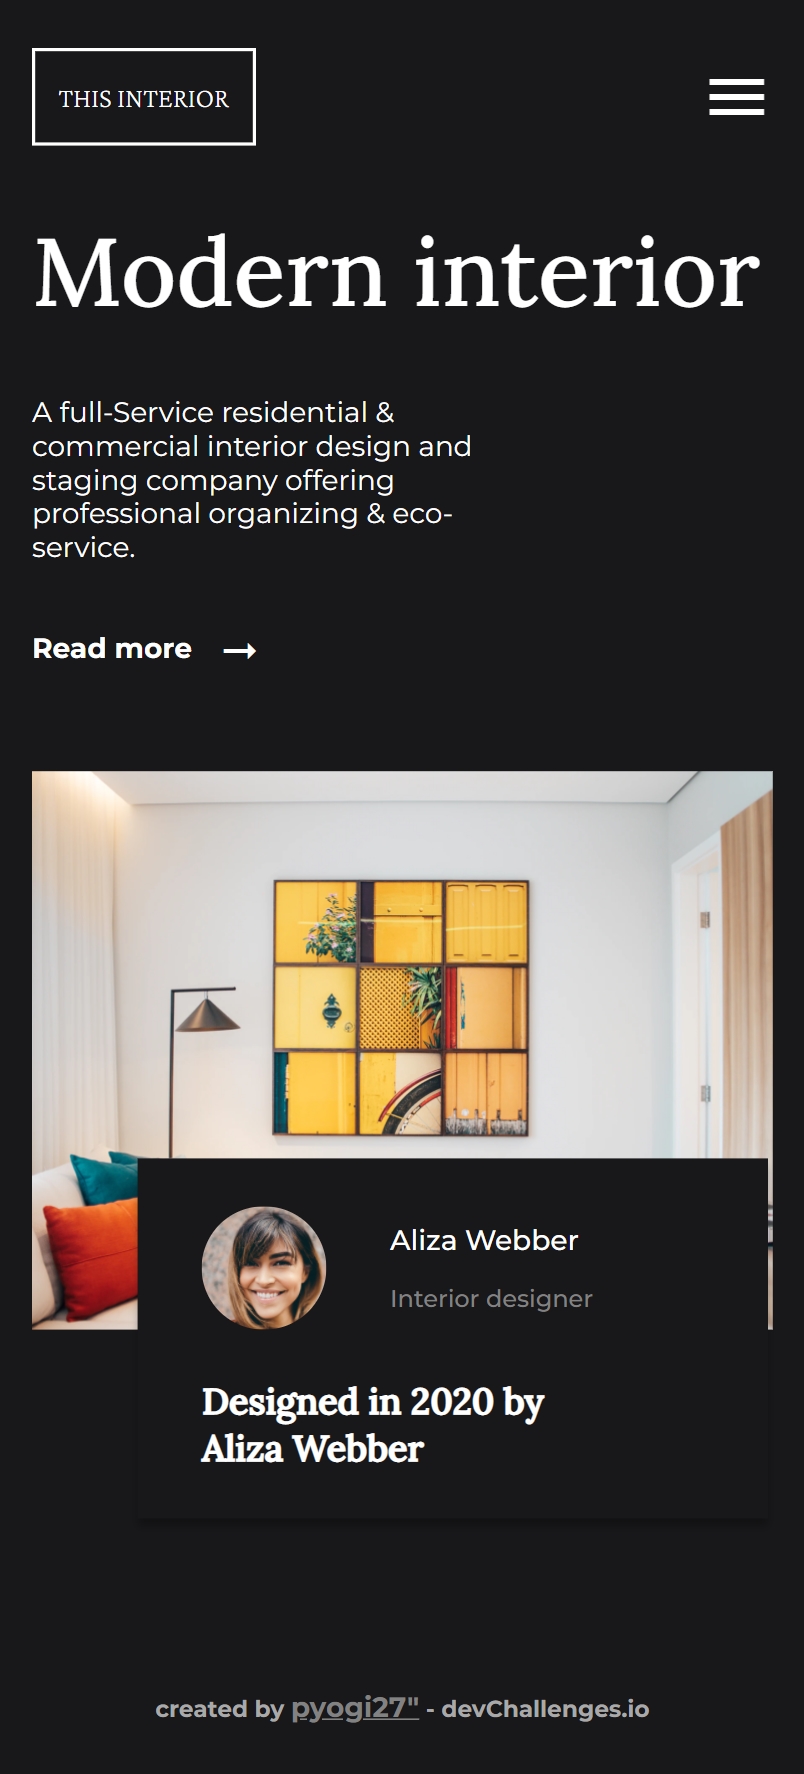 THIS INTERIOR
Modern interior
A full-Service residential &
commercial interior design and
staging company offering
professional organizing & eco-
service.
Read more
Aliza Webber
Interior designer
Designed in 2020 by
Aliza Webber
created by pyogi27" - devChallenges.io